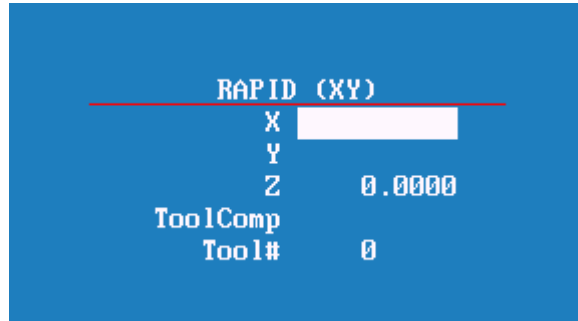 RAPID (XY)
X
Y
Z 0.0000
ToolComp
Tool# 0